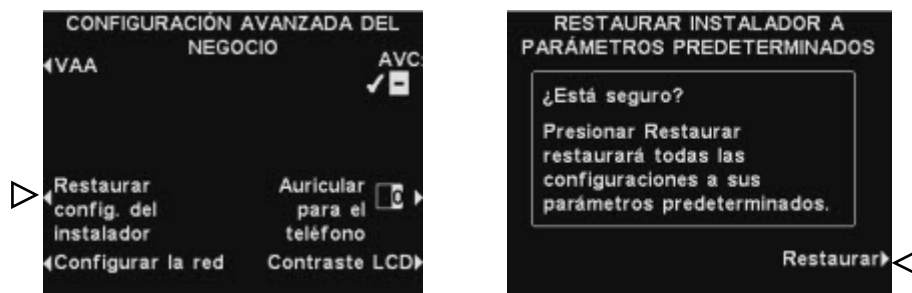 CONFIGURACIÓN AVANZADA DEL
NEGOCIO
VAA
AVC:
Restaurar
config. del
instalador
Auricular
para el
teléfono
Configurar la red
Contraste LCD
RESTAURAR INSTALADOR A
PARÁMETROS PREDETERMINADOS
¿Está seguro?
Presionar Restaurar
restaurará todas las
configuraciones a sus
parámetros predeterminados.
Restaurar